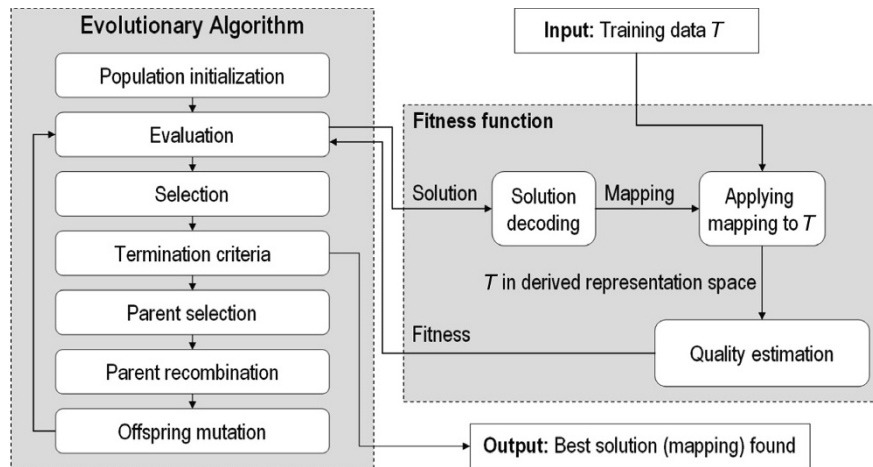 Evolutionary Algorithm
Population initialization
Evaluation
Selection
Termination criteria
Parent selection
Parent recombination
Offspring mutation
Input: Training data T
Fitness function
Solution
Solution
decoding
Mapping
Applying
mapping to T
T in derived representation space
Fitness
Quality estimation
Output: Best solution (mapping) found